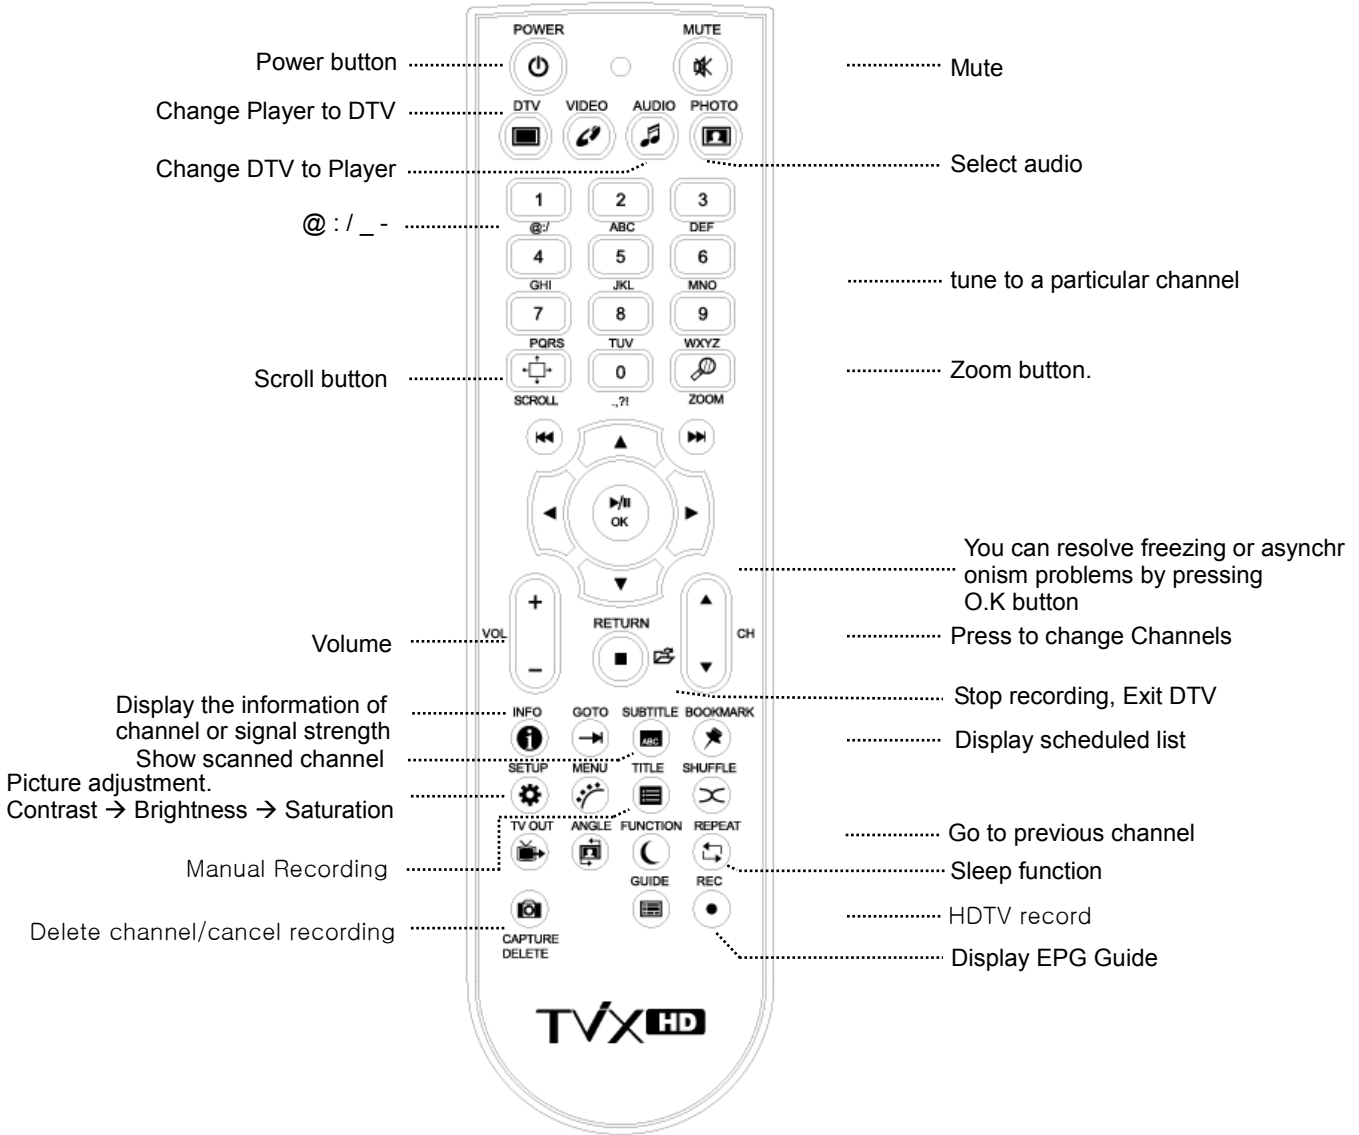 POWER MUTE
Power button
Mute
DTV VIDEO AUDIO PHOTO
Change Player to DTV
Change DTV to Player
Select audio
1 2 3
@ : / _ -
@:/ ABC DEF
4 5 6
tune to a particular channel
GHI JKL MNO
7 8 9
PQRS TUV WXYZ
Scroll button
0
Zoom button.
SCROLL .,?! ZOOM
OK
You can resolve freezing or asynchr
onism problems by pressing
O.K button
+
VOL
RETURN
CH
Volume
Press to change Channels
−
Stop recording, Exit DTV
Display the information of
channel or signal strength
INFO GOTO SUBTITLE BOOKMARK
ABC
Display scheduled list
Show scanned channel
SETUP MENU TITLE SHUFFLE
Picture adjustment.
Contrast → Brightness → Saturation
TV OUT ANGLE FUNCTION REPEAT
Go to previous channel
Manual Recording
Sleep function
GUIDE REC
Delete channel/cancel recording
HDTV record
CAPTURE
DELETE
Display EPG Guide
TViX HD